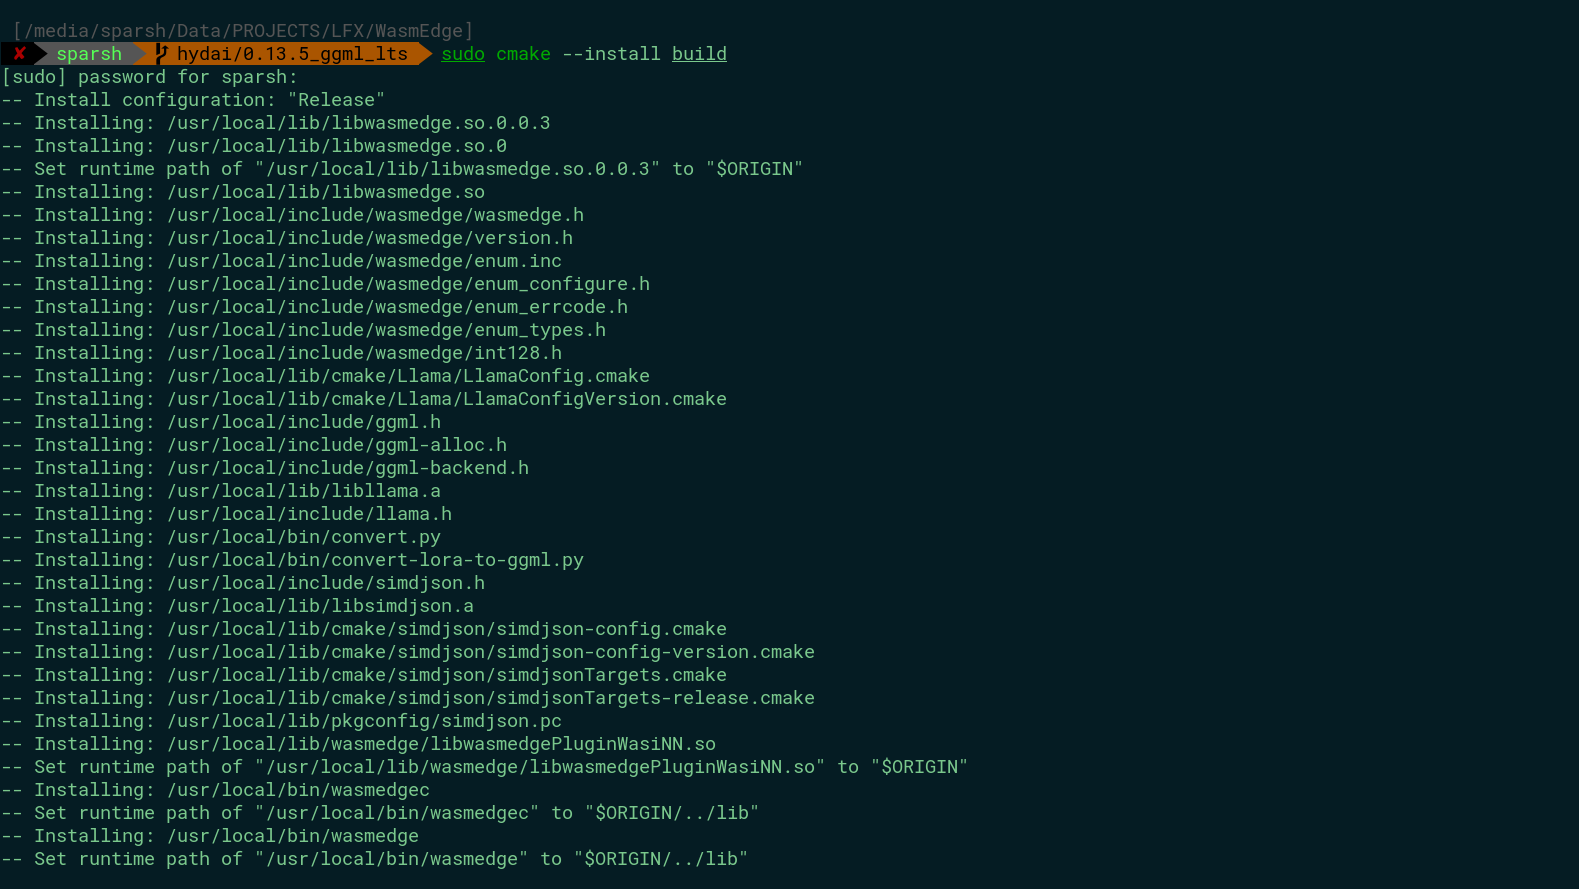 [/media/sparsh/Data/PROJECTS/LFX/WasmEdge]
✘ sparsh hydai/0.13.5_ggml_lts sudo cmake --install build
[sudo] password for sparsh:
-- Install configuration: "Release"
-- Installing: /usr/local/lib/libwasmedge.so.0.0.3
-- Installing: /usr/local/lib/libwasmedge.so.0
-- Set runtime path of "/usr/local/lib/libwasmedge.so.0.0.3" to "$ORIGIN"
-- Installing: /usr/local/lib/libwasmedge.so
-- Installing: /usr/local/include/wasmedge/wasmedge.h
-- Installing: /usr/local/include/wasmedge/version.h
-- Installing: /usr/local/include/wasmedge/enum.inc
-- Installing: /usr/local/include/wasmedge/enum_configure.h
-- Installing: /usr/local/include/wasmedge/enum_errcode.h
-- Installing: /usr/local/include/wasmedge/enum_types.h
-- Installing: /usr/local/include/wasmedge/int128.h
-- Installing: /usr/local/lib/cmake/Llama/LlamaConfig.cmake
-- Installing: /usr/local/lib/cmake/Llama/LlamaConfigVersion.cmake
-- Installing: /usr/local/include/ggml.h
-- Installing: /usr/local/include/ggml-alloc.h
-- Installing: /usr/local/include/ggml-backend.h
-- Installing: /usr/local/lib/libllama.a
-- Installing: /usr/local/include/llama.h
-- Installing: /usr/local/bin/convert.py
-- Installing: /usr/local/bin/convert-lora-to-ggml.py
-- Installing: /usr/local/include/simdjson.h
-- Installing: /usr/local/lib/libsimdjson.a
-- Installing: /usr/local/lib/cmake/simdjson/simdjson-config.cmake
-- Installing: /usr/local/lib/cmake/simdjson/simdjson-config-version.cmake
-- Installing: /usr/local/lib/cmake/simdjson/simdjsonTargets.cmake
-- Installing: /usr/local/lib/cmake/simdjson/simdjsonTargets-release.cmake
-- Installing: /usr/local/lib/pkgconfig/simdjson.pc
-- Installing: /usr/local/lib/wasmedge/libwasmedgePluginWasiNN.so
-- Set runtime path of "/usr/local/lib/wasmedge/libwasmedgePluginWasiNN.so" to "$ORIGIN"
-- Installing: /usr/local/bin/wasmedgec
-- Set runtime path of "/usr/local/bin/wasmedgec" to "$ORIGIN/../lib"
-- Installing: /usr/local/bin/wasmedge
-- Set runtime path of "/usr/local/bin/wasmedge" to "$ORIGIN/../lib"